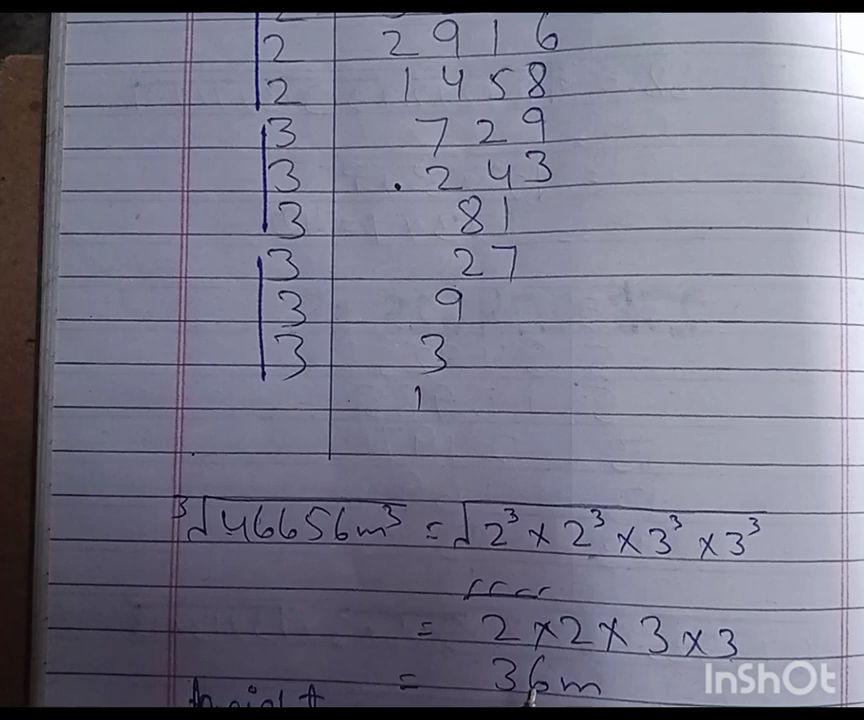 2 2916
2 1458
3 729
3 .243
3 81
3 27
3 9
3 3
1
³√46656m³ = √2³ × 2³ × 3³ × 3³
= 2 × 2 × 3 × 3
= 36m
InShOt